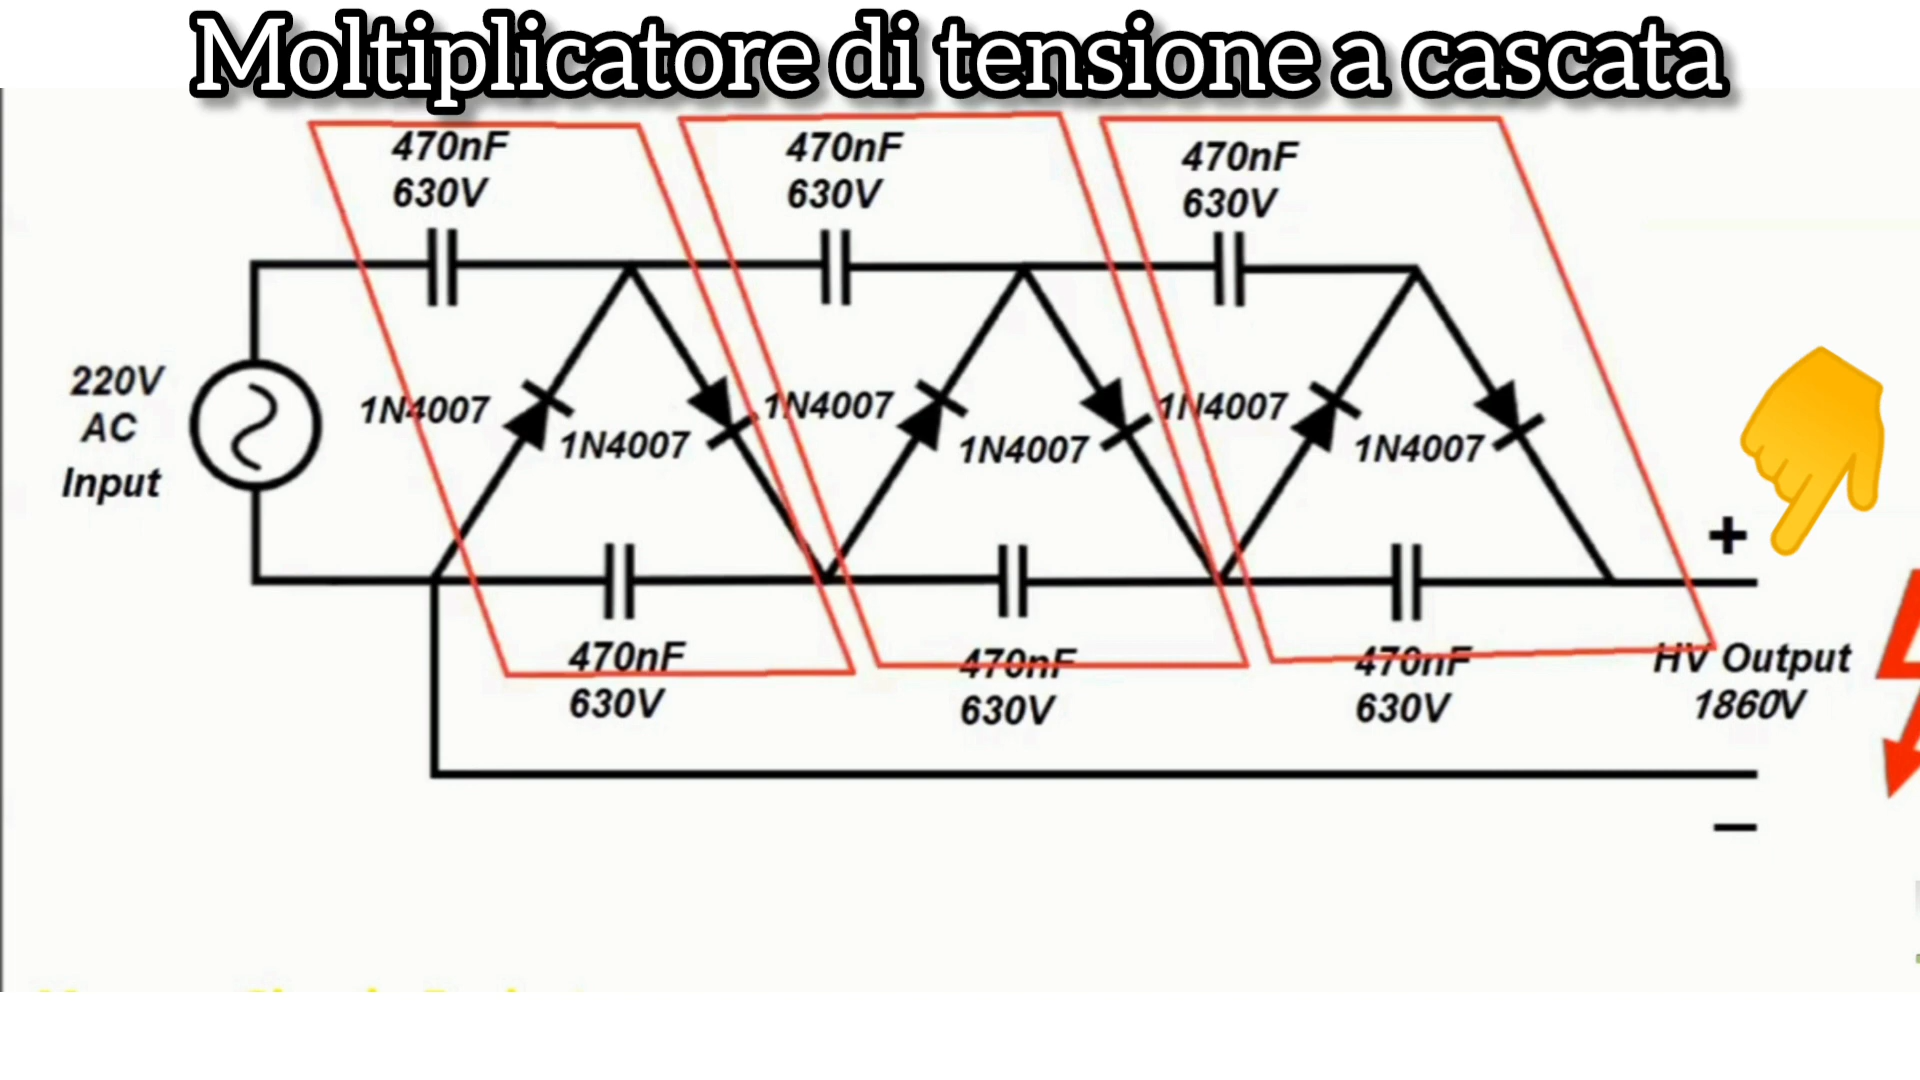 Moltiplicatore di tensione a cascata
470nF
630V
470nF
630V
470nF
630V
220V
AC
Input
1N4007
1N4007
1N4007
1N4007
1N4007
1N4007
+
470nF
630V
470nF
630V
470nF
630V
HV Output
1860V
–